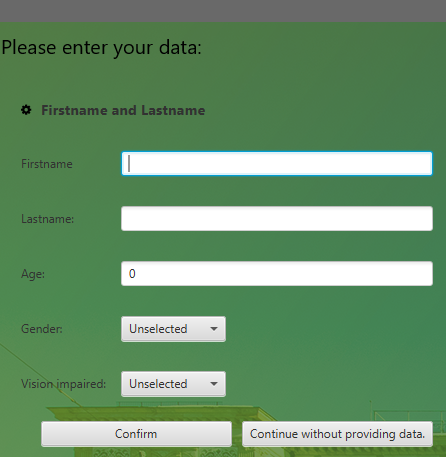 Please enter your data:
Firstname and Lastname
Firstname
Lastname:
Age: 0
Gender: Unselected
Vision impaired: Unselected
Confirm Continue without providing data.